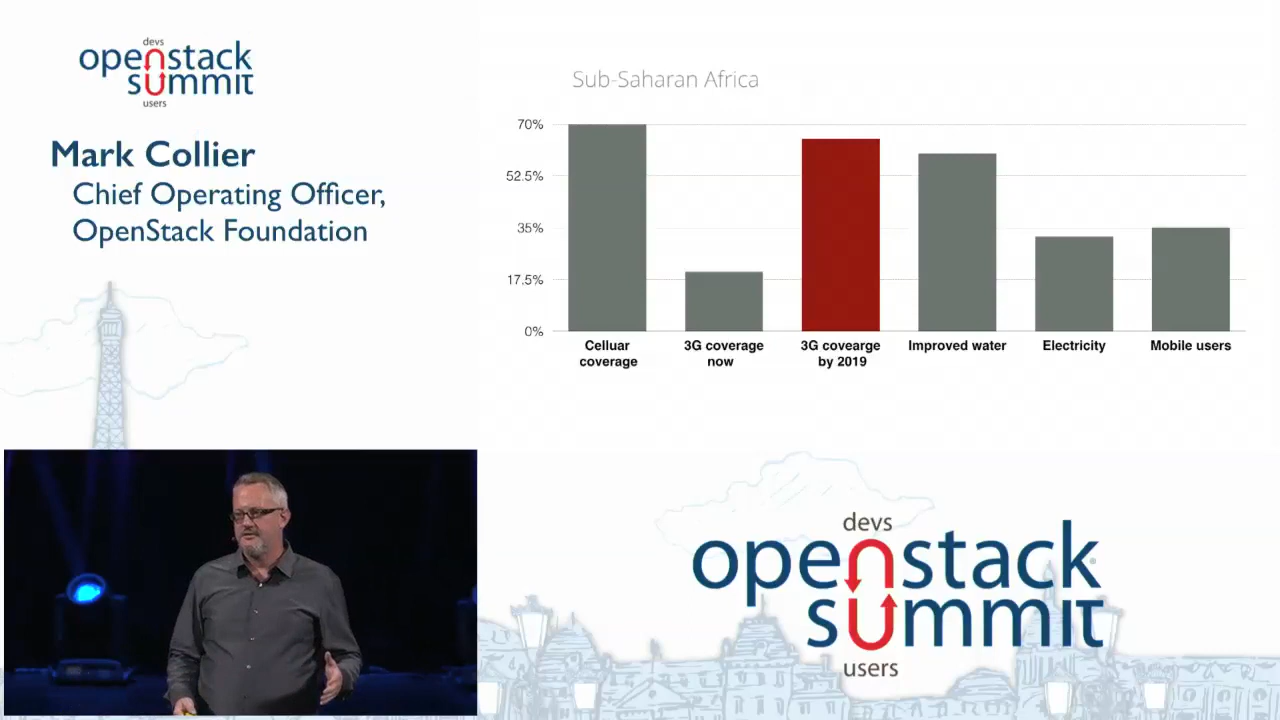 devs
openstack
summit
users
Mark Collier
Chief Operating Officer,
OpenStack Foundation
Sub-Saharan Africa
70%
52.5%
35%
17.5%
0%
Celluar
coverage
3G coverage
now
3G covearge
by 2019
Improved water
Electricity
Mobile users
devs
openstack
summit
users